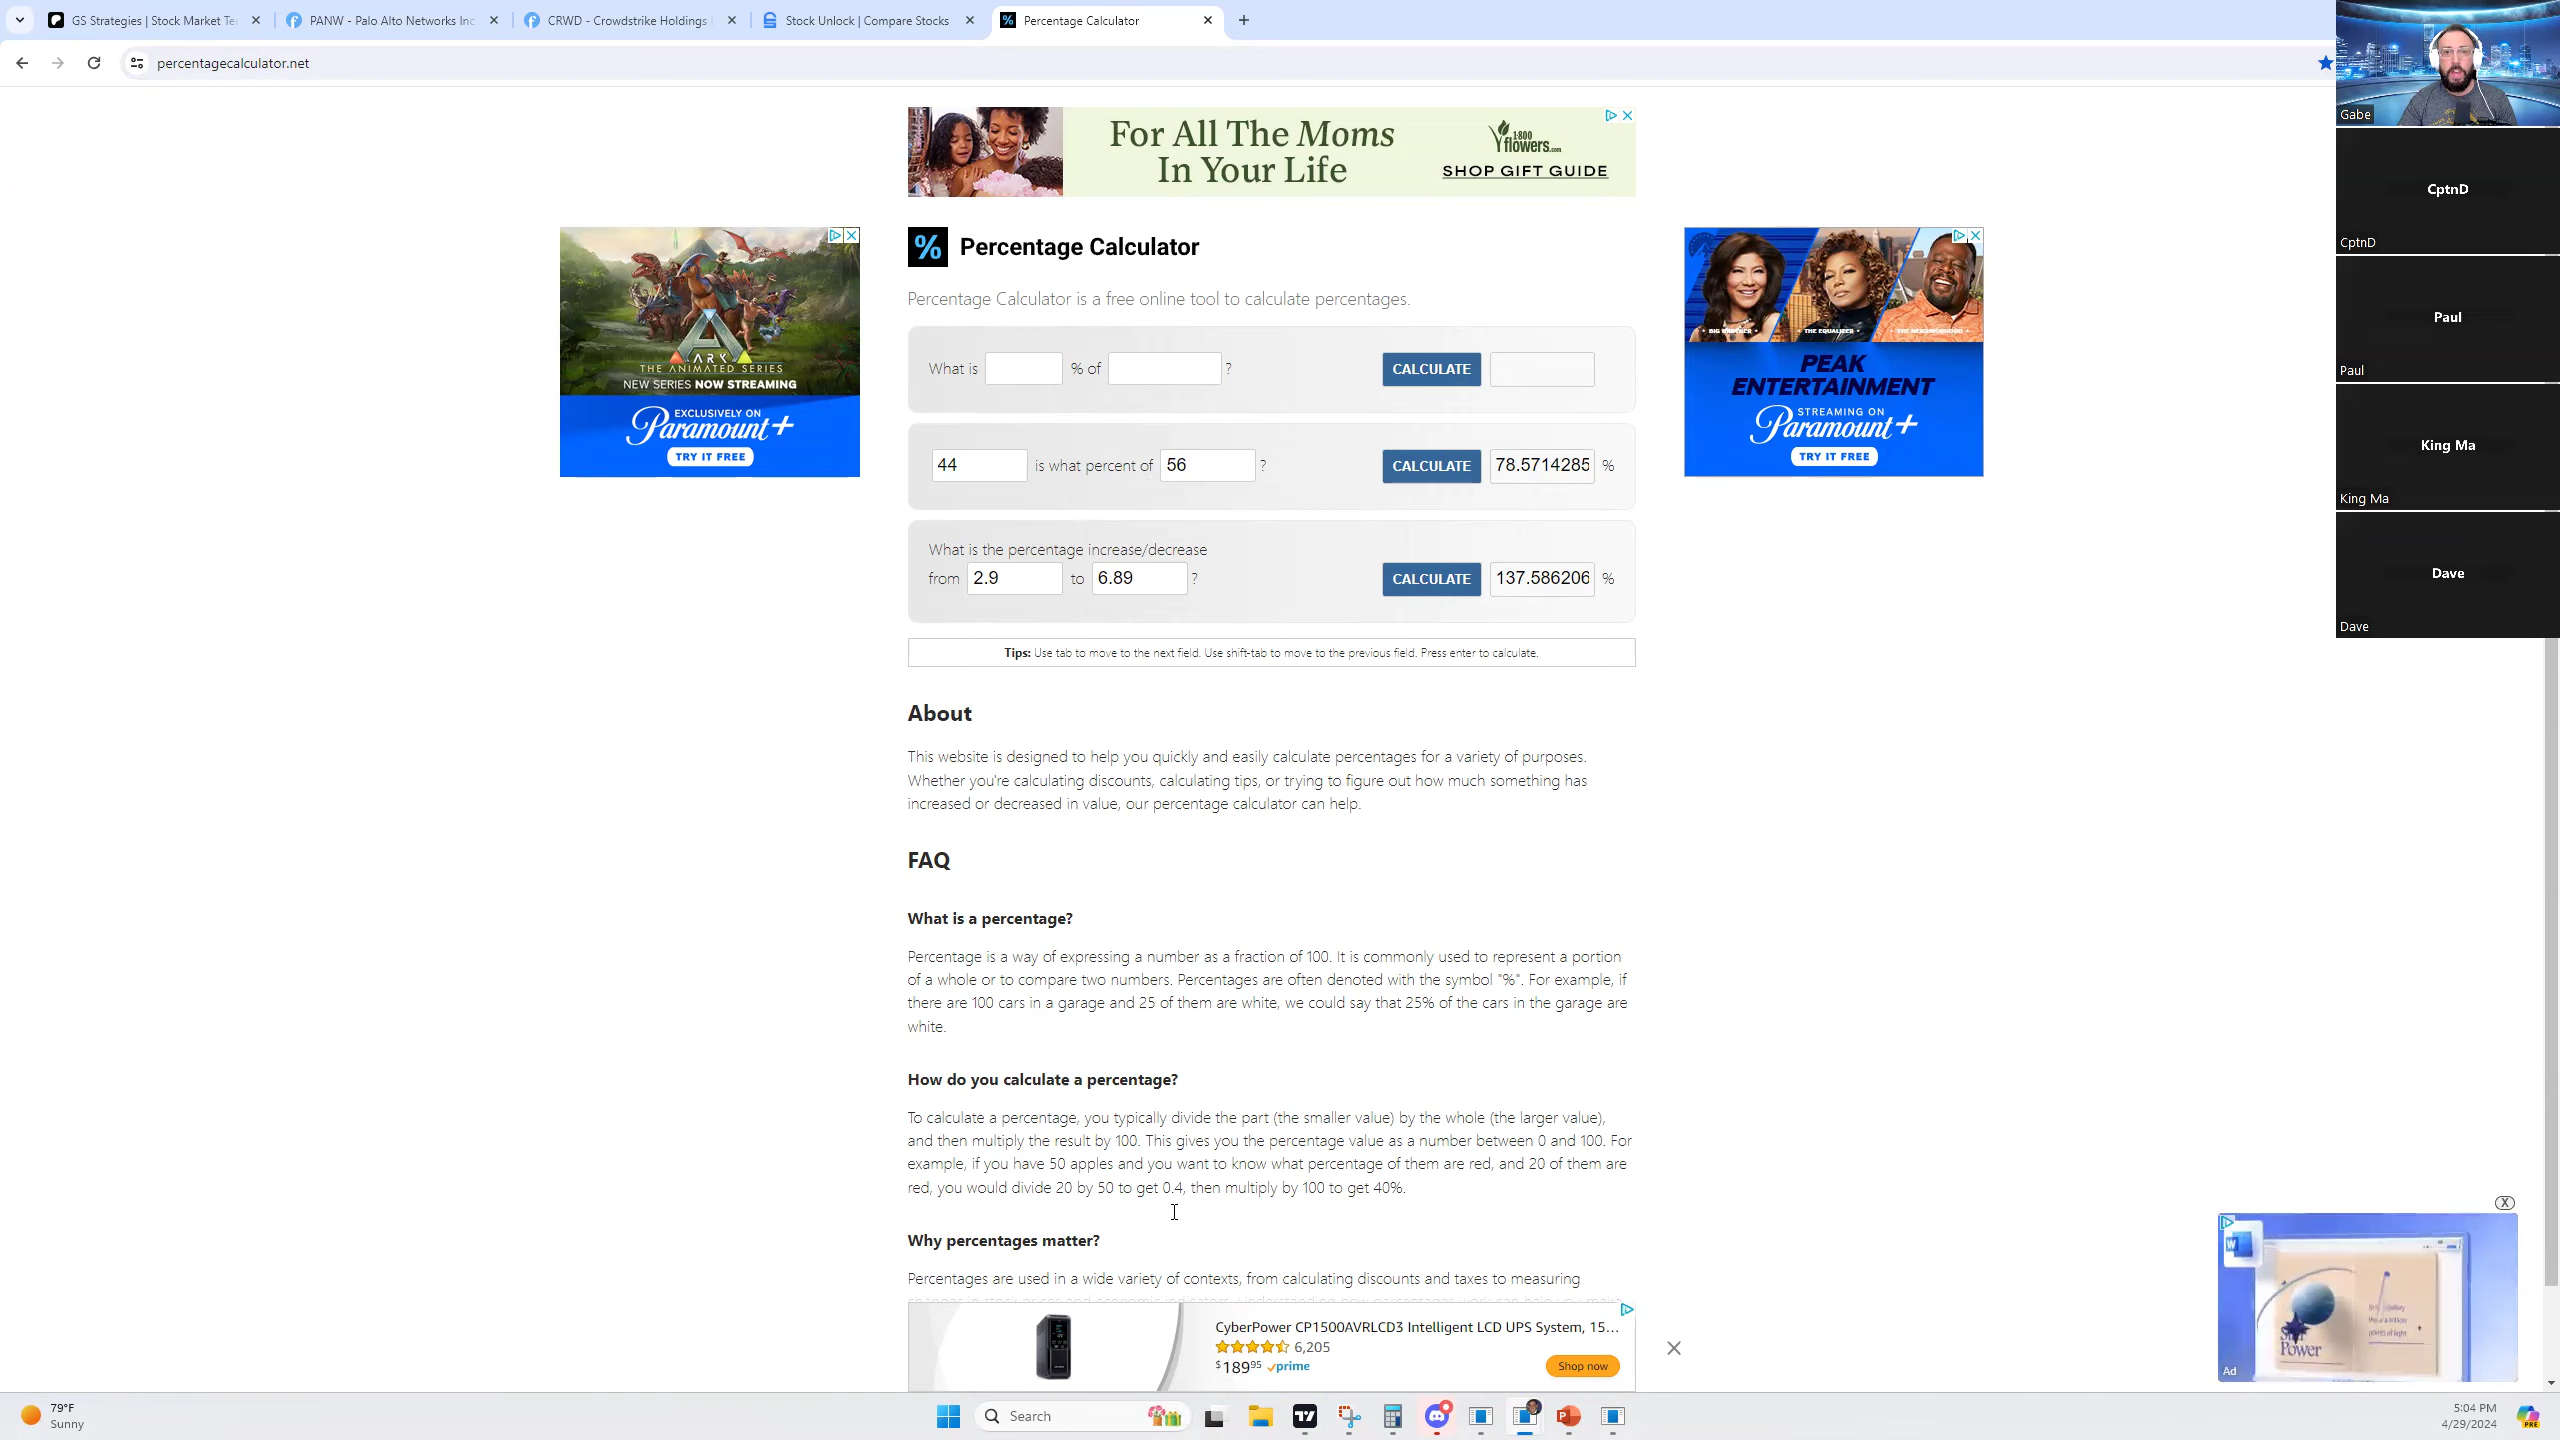 GS Strategies | Stock Market Te
PANW - Palo Alto Networks Inc
CRWD - Crowdstrike Holdings
Stock Unlock | Compare Stocks
Percentage Calculator
percentagecalculator.net
Gabe
CptnD
CptnD
Paul
Paul
King Ma
King Ma
Dave
Dave
For All The Moms
In Your Life
1-800
flowers.com
SHOP GIFT GUIDE
ARK
THE ANIMATED SERIES
NEW SERIES NOW STREAMING
EXCLUSIVELY ON
Paramount+
TRY IT FREE
% Percentage Calculator
Percentage Calculator is a free online tool to calculate percentages.
What is % of ? CALCULATE
44 is what percent of 56 ? CALCULATE 78.5714285 %
What is the percentage increase/decrease
from 2.9 to 6.89 ? CALCULATE 137.586206 %
Tips: Use tab to move to the next field. Use shift-tab to move to the previous field. Press enter to calculate.
BIG BROTHER THE EQUALIZER THE NEIGHBORHOOD
PEAK
ENTERTAINMENT
STREAMING ON
Paramount+
TRY IT FREE
About
This website is designed to help you quickly and easily calculate percentages for a variety of purposes.
Whether you're calculating discounts, calculating tips, or trying to figure out how much something has
increased or decreased in value, our percentage calculator can help.
FAQ
What is a percentage?
Percentage is a way of expressing a number as a fraction of 100. It is commonly used to represent a portion
of a whole or to compare two numbers. Percentages are often denoted with the symbol "%". For example, if
there are 100 cars in a garage and 25 of them are white, we could say that 25% of the cars in the garage are
white.
How do you calculate a percentage?
To calculate a percentage, you typically divide the part (the smaller value) by the whole (the larger value),
and then multiply the result by 100. This gives you the percentage value as a number between 0 and 100. For
example, if you have 50 apples and you want to know what percentage of them are red, and 20 of them are
red, you would divide 20 by 50 to get 0.4, then multiply by 100 to get 40%.
Why percentages matter?
Percentages are used in a wide variety of contexts, from calculating discounts and taxes to measuring
CyberPower CP1500AVRLCD3 Intelligent LCD UPS System, 15...
6,205
$189.95 prime
Shop now
Power
Ad
79°F
Sunny
Search
5:04 PM
4/29/2024
PRE